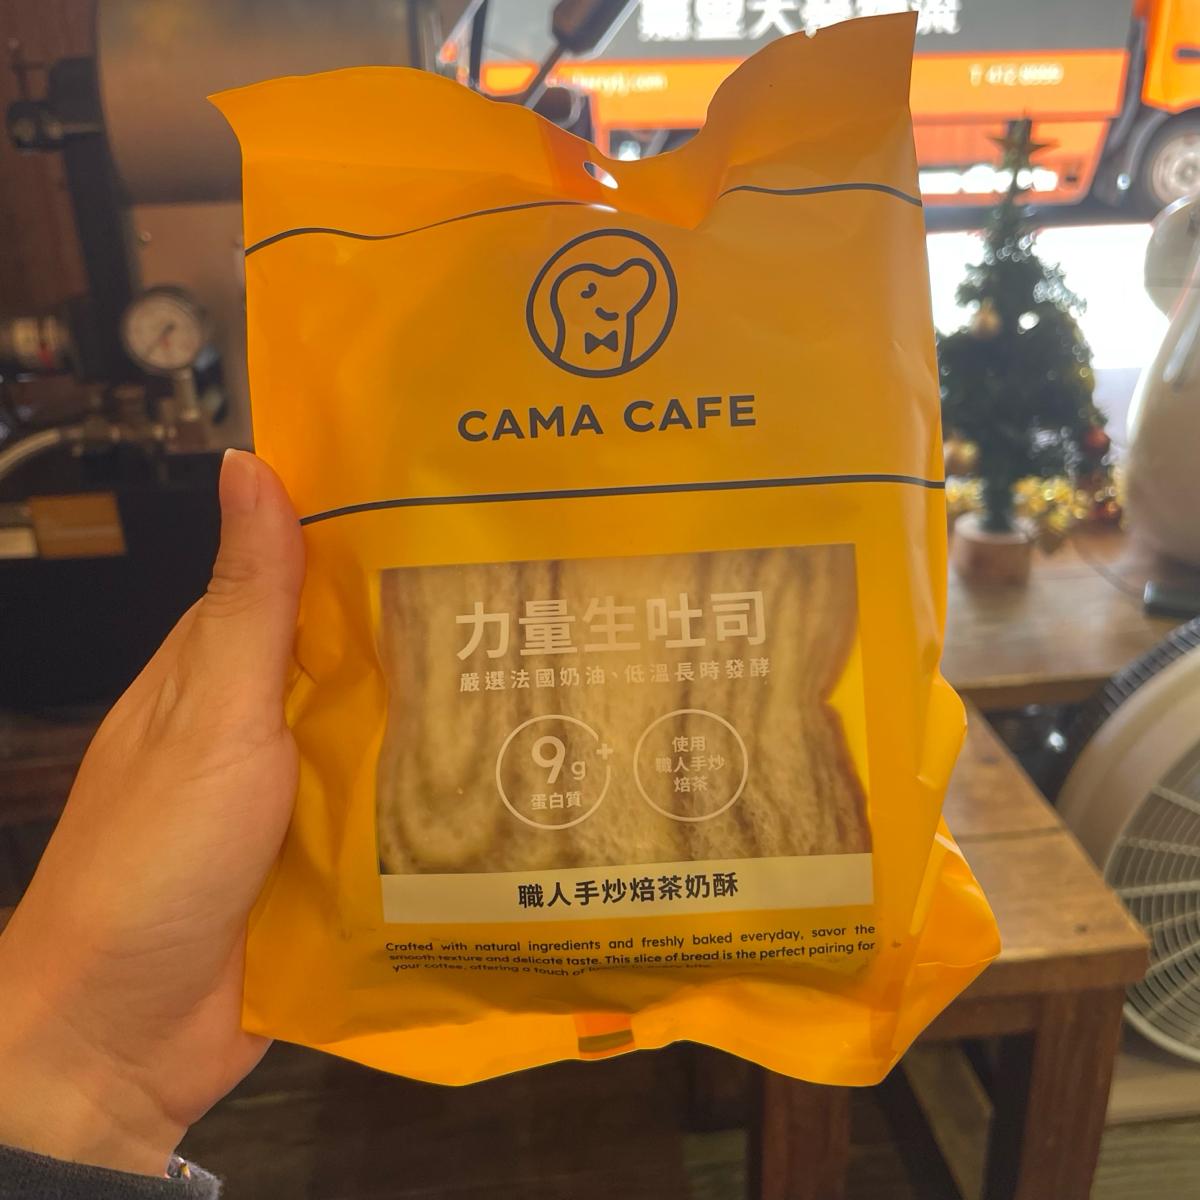 CAMA CAFE
力量生吐司
嚴選法國奶油、低溫長時發酵
9g+
蛋白質
使用
職人手炒
焙茶
職人手炒焙茶奶酥
Crafted with natural ingredients and freshly baked everyday, savor the
smooth texture and delicate taste. This slice of bread is the perfect pairing for
your coffee, offering a touch of